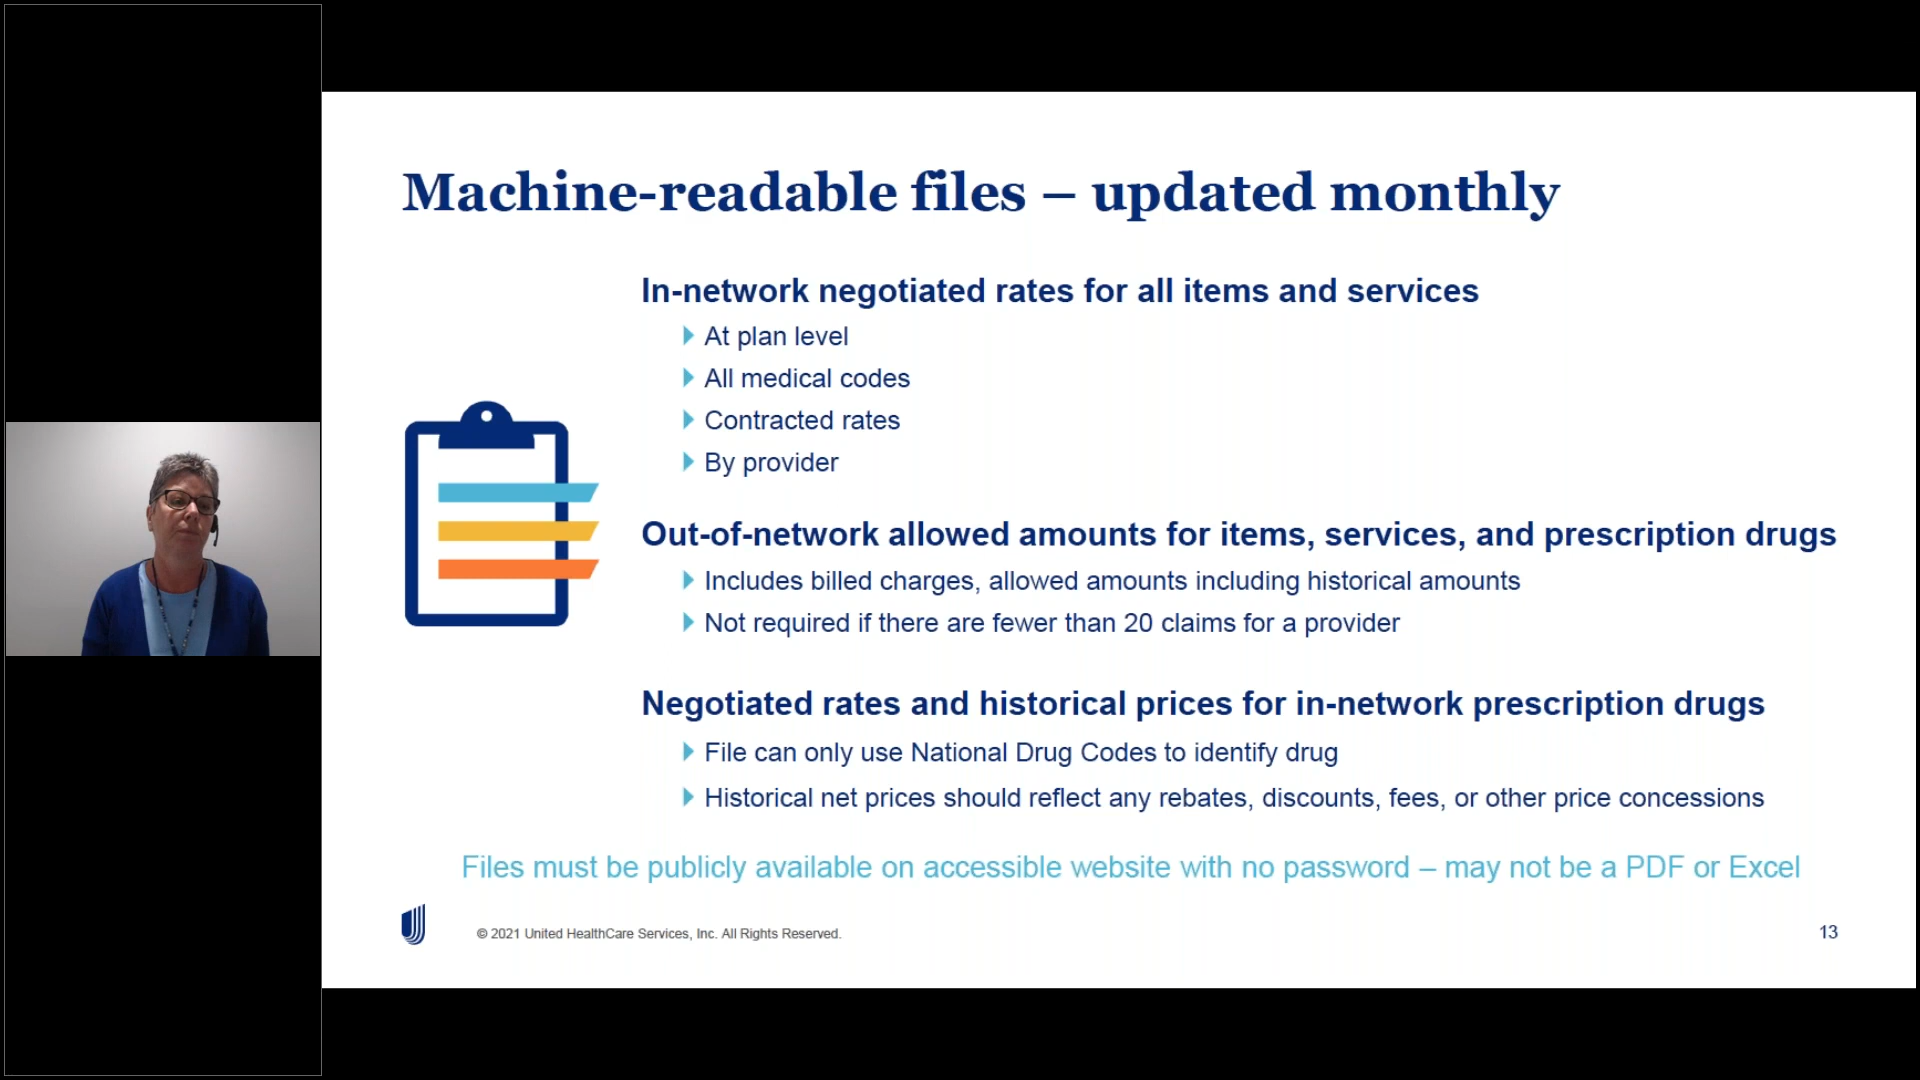 Machine-readable files – updated monthly
In-network negotiated rates for all items and services
At plan level
All medical codes
Contracted rates
By provider
Out-of-network allowed amounts for items, services, and prescription drugs
Includes billed charges, allowed amounts including historical amounts
Not required if there are fewer than 20 claims for a provider
Negotiated rates and historical prices for in-network prescription drugs
File can only use National Drug Codes to identify drug
Historical net prices should reflect any rebates, discounts, fees, or other price concessions
Files must be publicly available on accessible website with no password – may not be a PDF or Excel
© 2021 United HealthCare Services, Inc. All Rights Reserved.
13